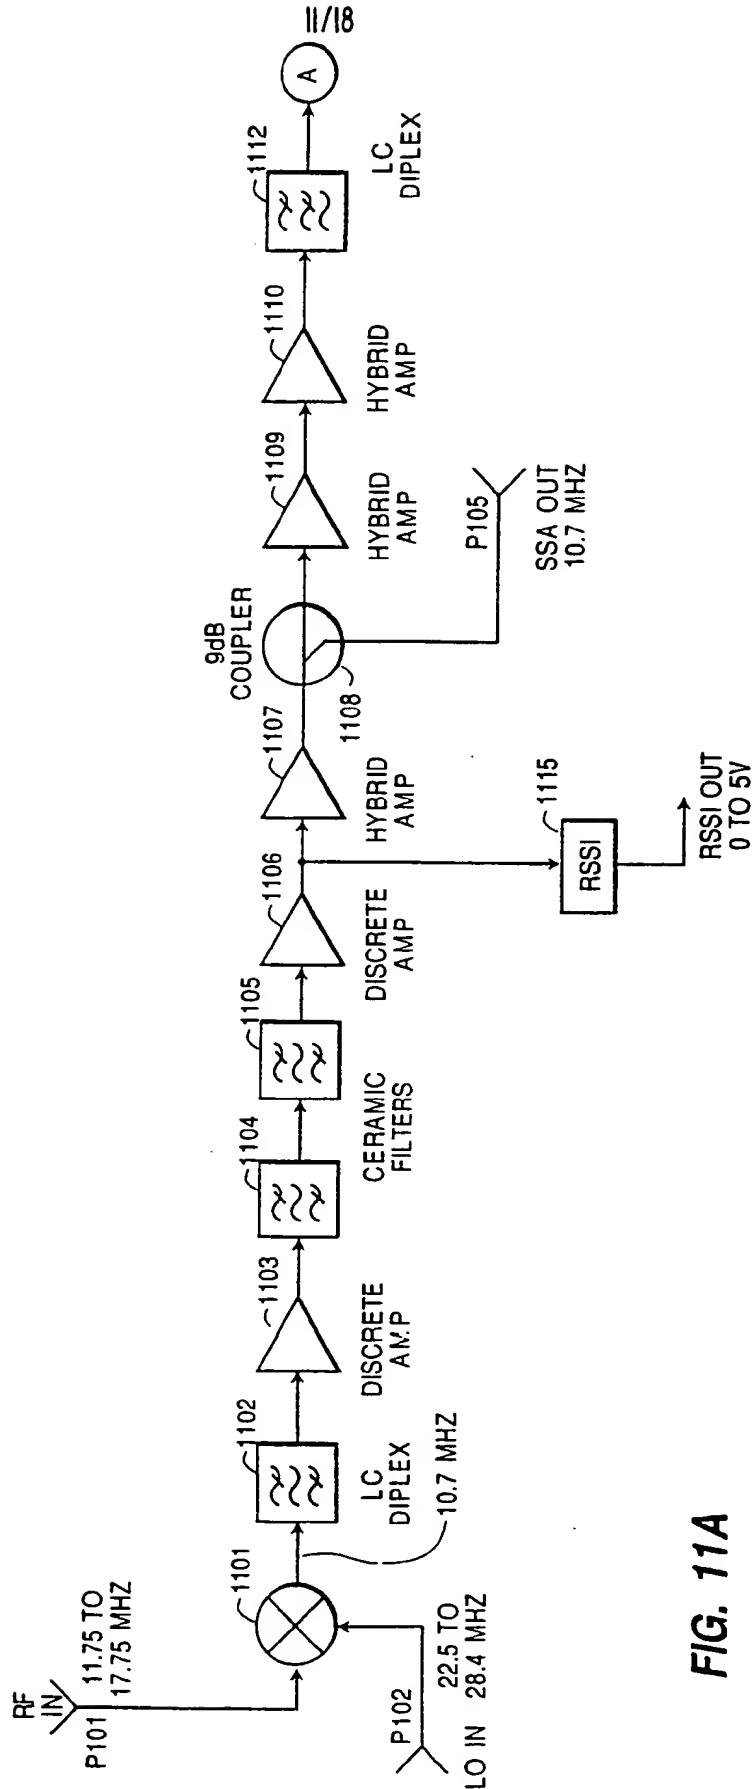 11/18
RF
IN
P101
11.75 TO
17.75 MHZ
1101
P102
LO IN
22.5 TO
28.4 MHZ
10.7 MHZ
1102
LC
DIPLEX
1103
DISCRETE
AMP
1104
1105
CERAMIC
FILTERS
1106
DISCRETE
AMP
1115
RSSI
RSSI OUT
0 TO 5V
1107
HYBRID
AMP
9dB
COUPLER
1108
P105
SSA OUT
10.7 MHZ
1109
HYBRID
AMP
1110
HYBRID
AMP
1112
LC
DIPLEX
A
FIG. 11A